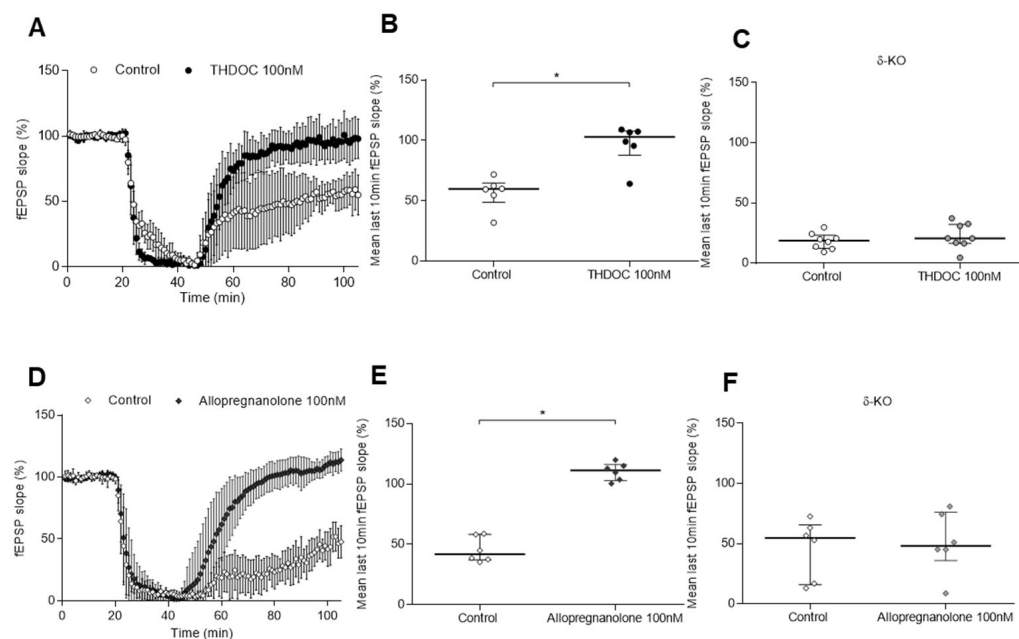 A
Control
THDOC 100nM
fEPSP slope (%)
150
100
50
0
0
20
40
60
80
100
Time (min)
B
*
Mean last 10min fEPSP slope (%)
150
100
50
0
Control
THDOC 100nM
C
δ-KO
Mean last 10min fEPSP slope (%)
150
100
50
0
Control
THDOC 100nM
D
Control
Allopregnanolone 100nM
fEPSP slope (%)
150
100
50
0
0
20
40
60
80
100
Time (min)
E
*
Mean last 10min fEPSP slope (%)
150
100
50
0
Control
Allopregnanolone 100nM
F
δ-KO
Mean last 10min fEPSP slope (%)
150
100
50
0
Control
Allopregnanolone 100nM